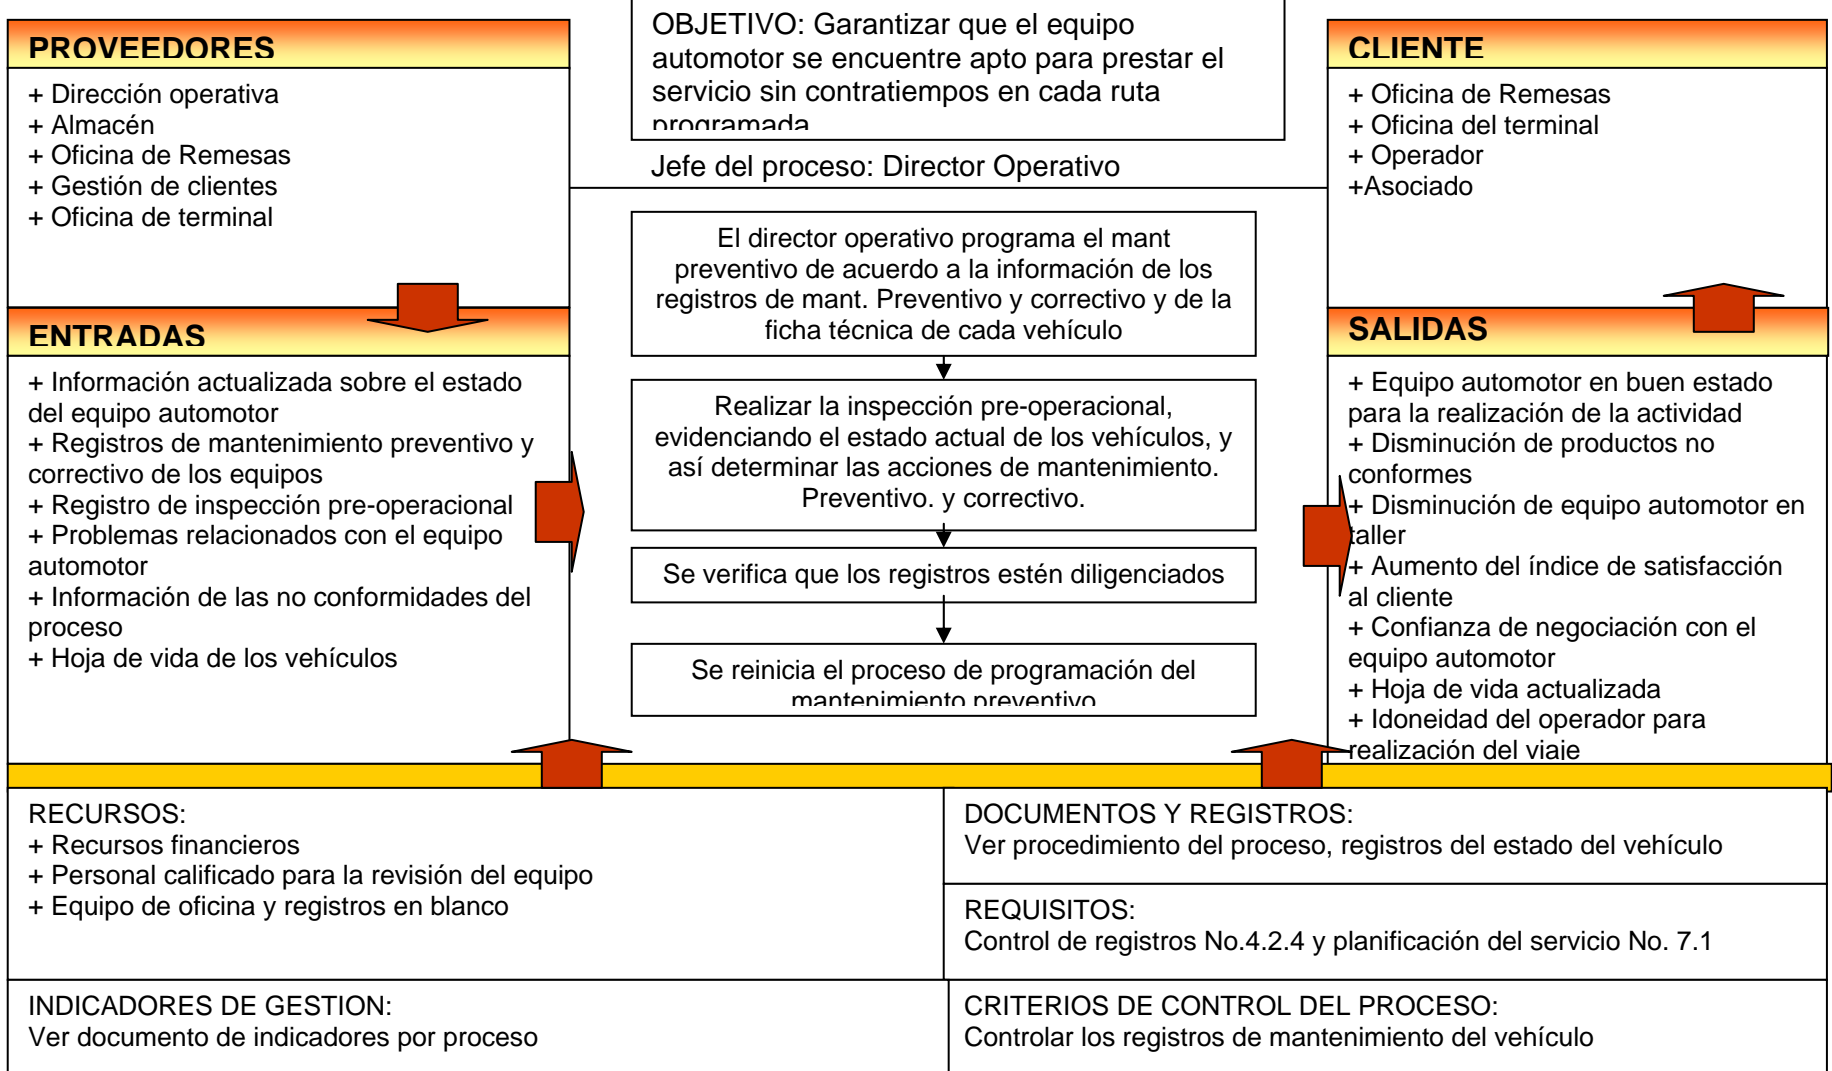 PROVEEDORES
+ Dirección operativa
+ Almacén
+ Oficina de Remesas
+ Gestión de clientes
+ Oficina de terminal
OBJETIVO: Garantizar que el equipo
automotor se encuentre apto para prestar el
servicio sin contratiempos en cada ruta
programada
Jefe del proceso: Director Operativo
CLIENTE
+ Oficina de Remesas
+ Oficina del terminal
+ Operador
+Asociado
ENTRADAS
+ Información actualizada sobre el estado
del equipo automotor
+ Registros de mantenimiento preventivo y
correctivo de los equipos
+ Registro de inspección pre-operacional
+ Problemas relacionados con el equipo
automotor
+ Información de las no conformidades del
proceso
+ Hoja de vida de los vehículos
El director operativo programa el mant
preventivo de acuerdo a la información de los
registros de mant. Preventivo y correctivo y de la
ficha técnica de cada vehículo
Realizar la inspección pre-operacional,
evidenciando el estado actual de los vehículos, y
así determinar las acciones de mantenimiento.
Preventivo. y correctivo.
Se verifica que los registros estén diligenciados
Se reinicia el proceso de programación del
mantenimiento preventivo
SALIDAS
+ Equipo automotor en buen estado
para la realización de la actividad
+ Disminución de productos no
conformes
+ Disminución de equipo automotor en
taller
+ Aumento del índice de satisfacción
al cliente
+ Confianza de negociación con el
equipo automotor
+ Hoja de vida actualizada
+ Idoneidad del operador para
realización del viaje
RECURSOS:
+ Recursos financieros
+ Personal calificado para la revisión del equipo
+ Equipo de oficina y registros en blanco
DOCUMENTOS Y REGISTROS:
Ver procedimiento del proceso, registros del estado del vehículo
REQUISITOS:
Control de registros No.4.2.4 y planificación del servicio No. 7.1
INDICADORES DE GESTION:
Ver documento de indicadores por proceso
CRITERIOS DE CONTROL DEL PROCESO:
Controlar los registros de mantenimiento del vehículo